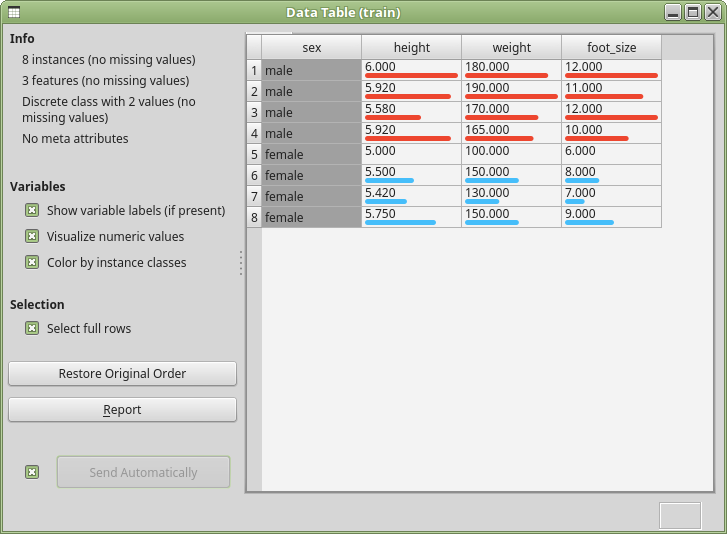 Data Table (train)
Info
8 instances (no missing values)
3 features (no missing values)
Discrete class with 2 values (no
missing values)
No meta attributes
Variables
Show variable labels (if present)
Visualize numeric values
Color by instance classes
Selection
Select full rows
Restore Original Order
Report
Send Automatically
sex height weight foot_size
1 male 6.000 180.000 12.000
2 male 5.920 190.000 11.000
3 male 5.580 170.000 12.000
4 male 5.920 165.000 10.000
5 female 5.000 100.000 6.000
6 female 5.500 150.000 8.000
7 female 5.420 130.000 7.000
8 female 5.750 150.000 9.000